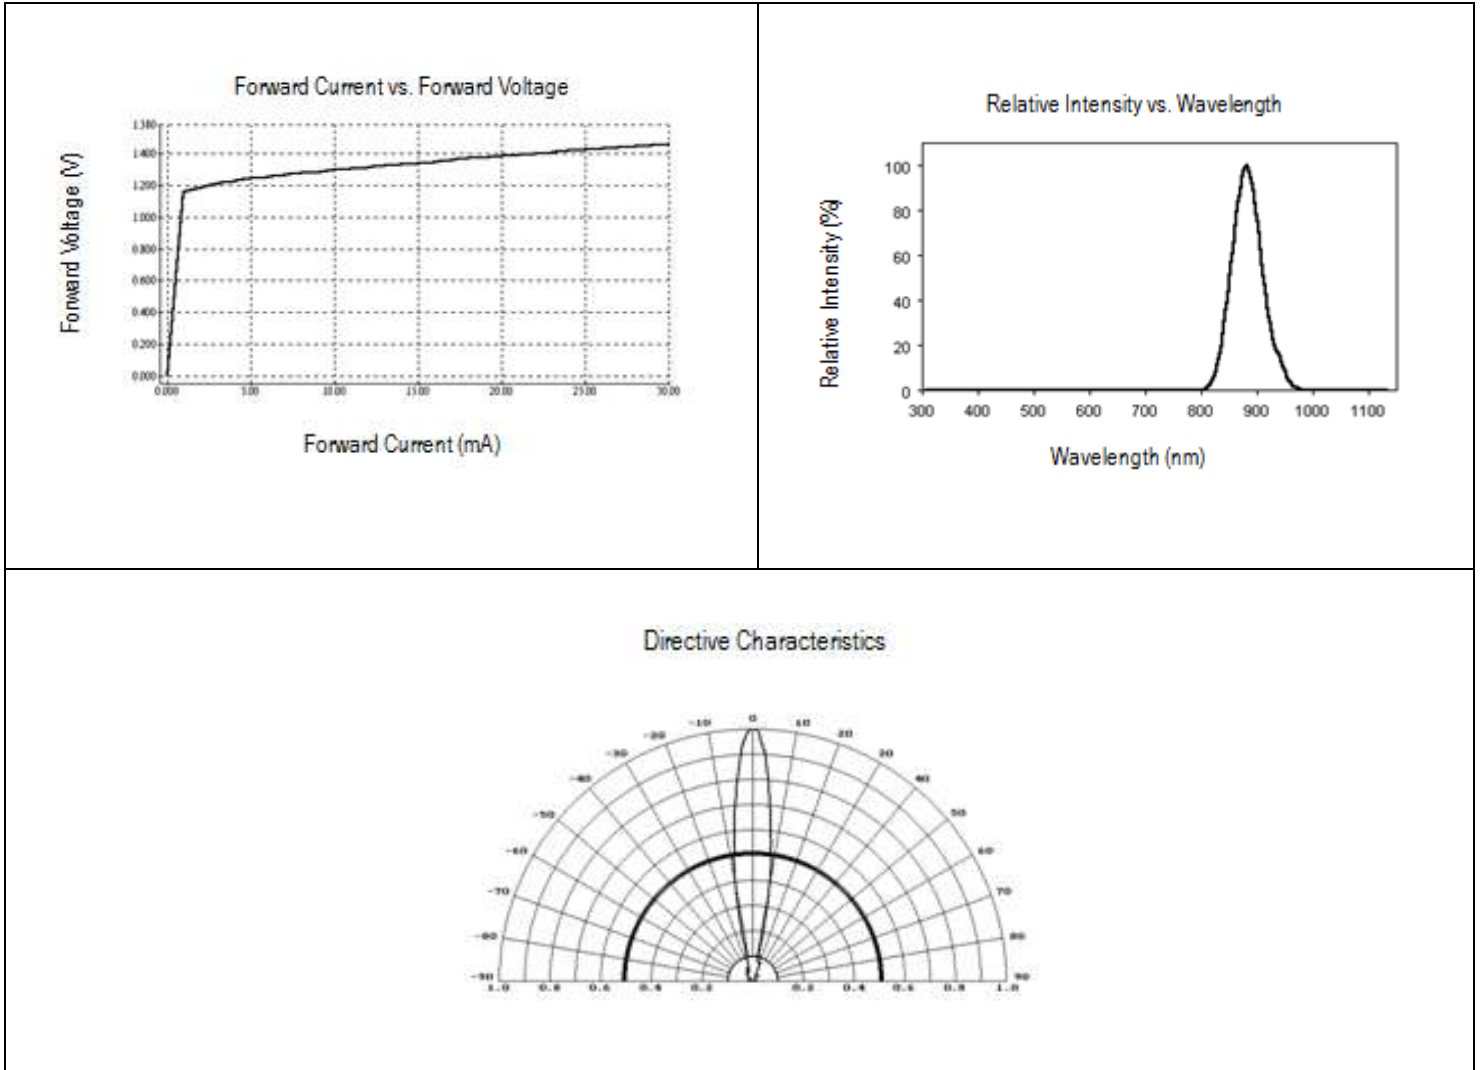 Forward Current vs. Forward Voltage
1.400
1.200
1.000
0.800
0.600
0.400
0.200
0.000
0.000 5.00 10.00 15.00 20.00 25.00 30.00
Forward Voltage (V)
Forward Current (mA)
Relative Intensity vs. Wavelength
100
80
60
40
20
0
300 400 500 600 700 800 900 1000 1100
Relative Intensity (%)
Wavelength (nm)
Directive Characteristics
-10 0 10
-20 20
-30
-40 40
-50 50
-60 60
-70 70
-80 80
-90 90
1.0 0.8 0.6 0.4 0.2 0.2 0.4 0.6 0.8 1.0